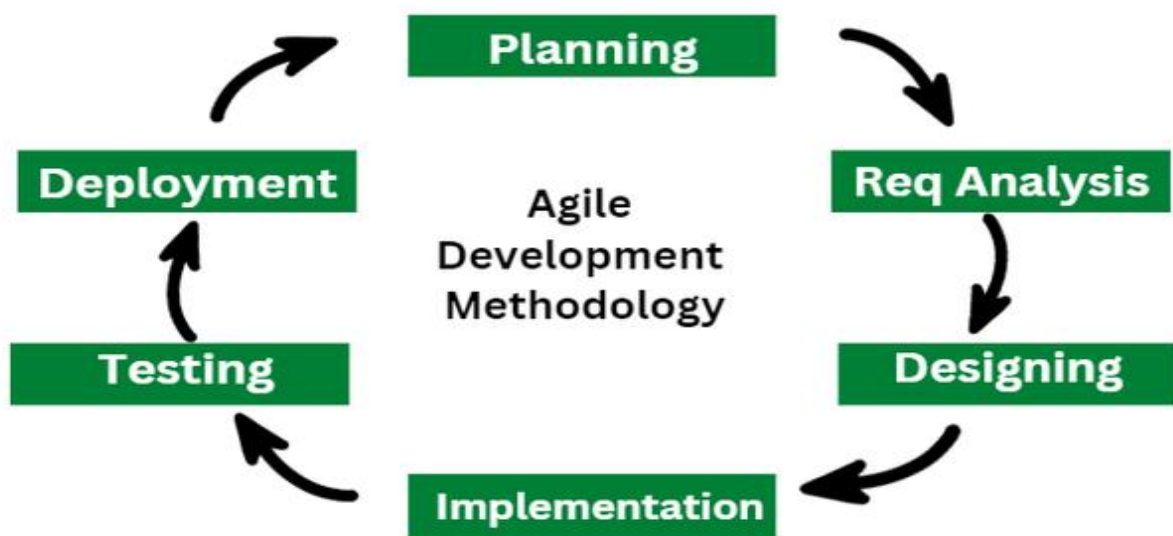 Planning
Req Analysis
Designing
Implementation
Testing
Deployment
Agile
Development
Methodology